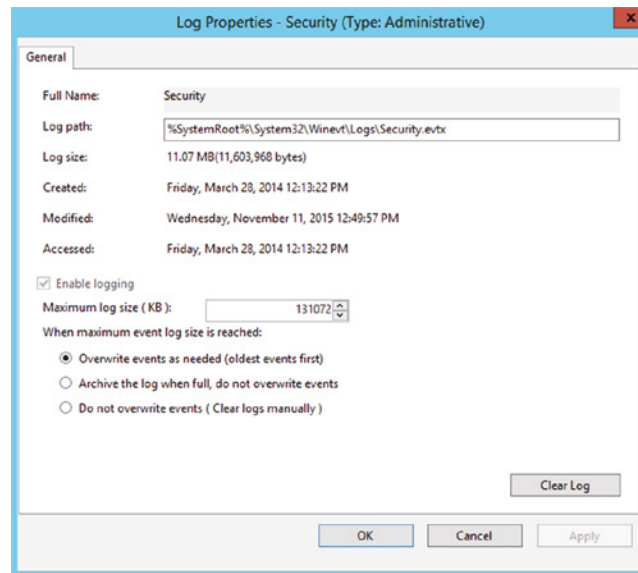 Log Properties - Security (Type: Administrative)
x
General
Full Name: Security
Log path: %SystemRoot%\System32\Winevt\Logs\Security.evtx
Log size: 11.07 MB(11,603,968 bytes)
Created: Friday, March 28, 2014 12:13:22 PM
Modified: Wednesday, November 11, 2015 12:49:57 PM
Accessed: Friday, March 28, 2014 12:13:22 PM
Enable logging
Maximum log size ( KB ): 131072
When maximum event log size is reached:
Overwrite events as needed (oldest events first)
Archive the log when full, do not overwrite events
Do not overwrite events ( Clear logs manually )
Clear Log
OK Cancel Apply